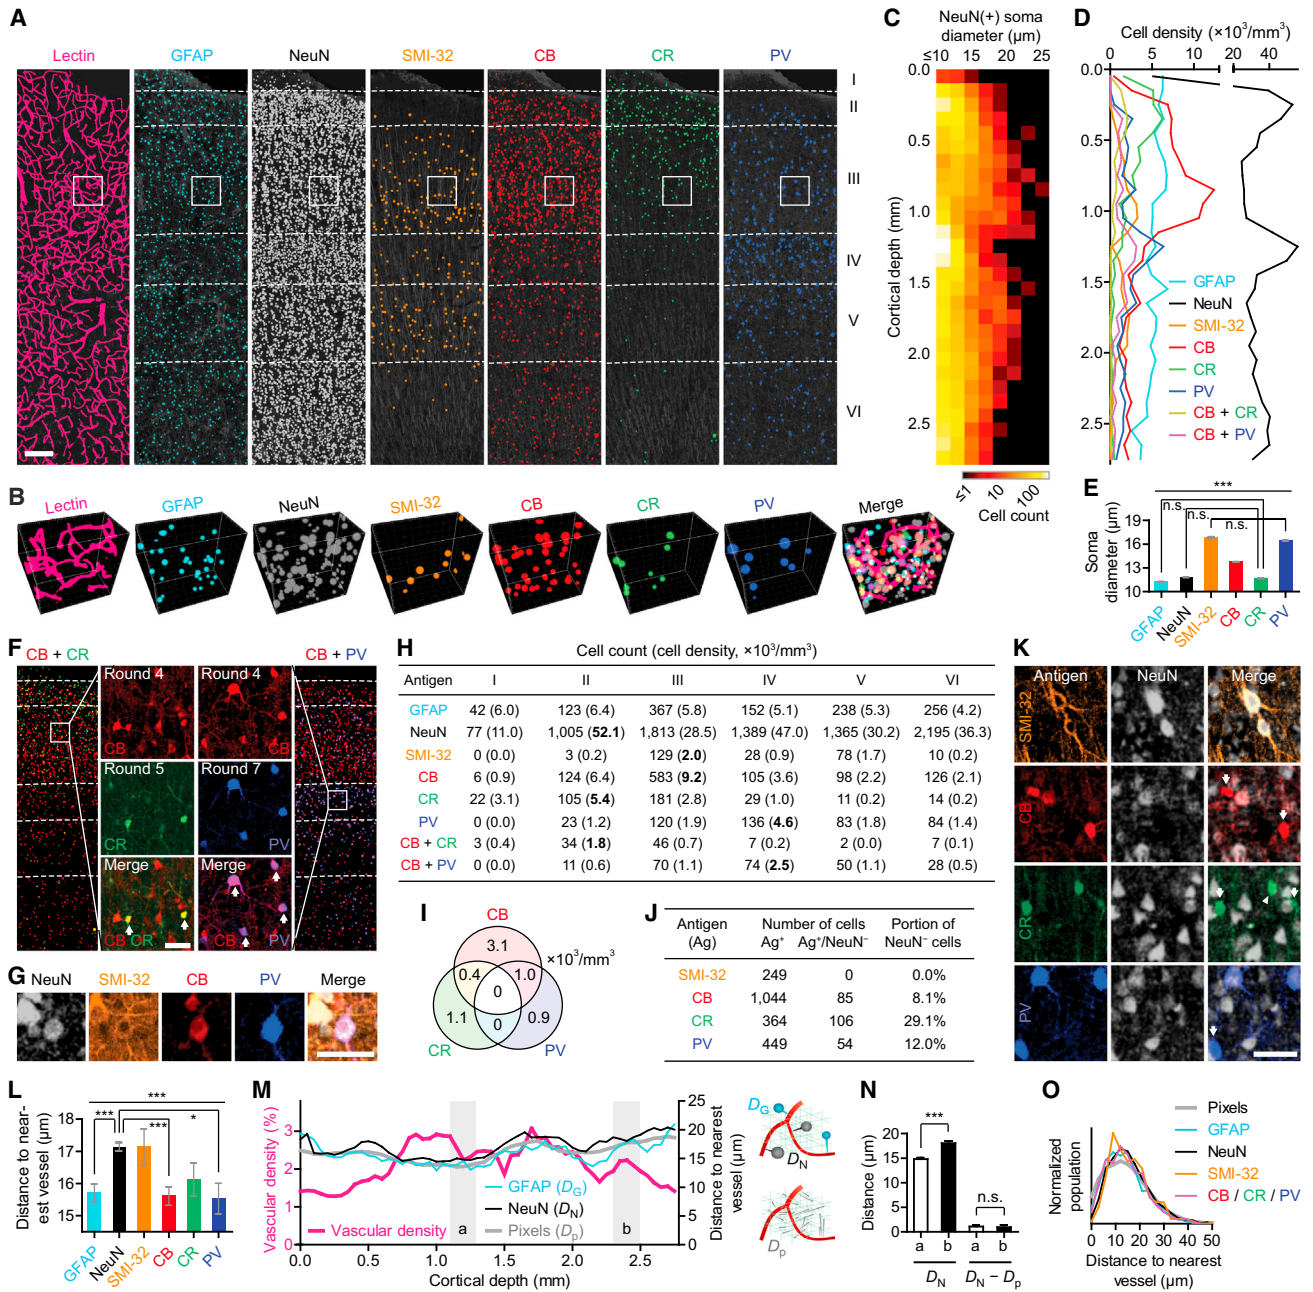 A
Lectin GFAP NeuN SMI-32 CB CR PV
I
II
III
IV
V
VI
B
Lectin GFAP NeuN SMI-32 CB CR PV Merge
C
NeuN(+) soma
diameter (μm)
≤10 15 20 25
0.0
0.5
1.0
1.5
2.0
2.5
Cortical depth (mm)
≤1 10 100
Cell count
D
Cell density (×10³/mm³)
0 5 10 20 40
0.0
0.5
1.0
1.5
2.0
2.5
GFAP
NeuN
SMI-32
CB
CR
PV
CB + CR
CB + PV
E
***
n.s.
n.s. n.s.
Soma
diameter (μm)
19
16
13
10
GFAP NeuN SMI-32 CB CR PV
F
CB + CR CB + PV
Round 4 Round 4
CB CB
Round 5 Round 7
CR PV
Merge Merge
CB CR CB PV
G
NeuN SMI-32 CB PV Merge
H
Cell count (cell density, ×10³/mm³)
Antigen I II III IV V VI
GFAP 42 (6.0) 123 (6.4) 367 (5.8) 152 (5.1) 238 (5.3) 256 (4.2)
NeuN 77 (11.0) 1,005 (52.1) 1,813 (28.5) 1,389 (47.0) 1,365 (30.2) 2,195 (36.3)
SMI-32 0 (0.0) 3 (0.2) 129 (2.0) 28 (0.9) 78 (1.7) 10 (0.2)
CB 6 (0.9) 124 (6.4) 583 (9.2) 105 (3.6) 98 (2.2) 126 (2.1)
CR 22 (3.1) 105 (5.4) 181 (2.8) 29 (1.0) 11 (0.2) 14 (0.2)
PV 0 (0.0) 23 (1.2) 120 (1.9) 136 (4.6) 83 (1.8) 84 (1.4)
CB + CR 3 (0.4) 34 (1.8) 46 (0.7) 7 (0.2) 2 (0.0) 7 (0.1)
CB + PV 0 (0.0) 11 (0.6) 70 (1.1) 74 (2.5) 50 (1.1) 28 (0.5)
I
CB
×10³/mm³
3.1
0.4 1.0
0
1.1 0 0.9
CR PV
J
Antigen Number of cells Portion of
(Ag) Ag⁺ Ag⁺/NeuN⁻ NeuN⁻ cells
SMI-32 249 0 0.0%
CB 1,044 85 8.1%
CR 364 106 29.1%
PV 449 54 12.0%
K
Antigen NeuN Merge
SMI-32
CB
CR
PV
L
***
*** *
***
Distance to near-
est vessel (μm)
18
17
16
15
GFAP NeuN SMI-32 CB CR PV
M
Vascular density (%)
3
2
1
0
25
20
15
10
5
0
Distance to nearest
vessel (μm)
GFAP (D_G)
NeuN (D_N)
Vascular density Pixels (D_p)
a b
0.0 0.5 1.0 1.5 2.0 2.5
Cortical depth (mm)
D_G
D_N
D_p
N
***
n.s.
Distance (μm)
20
15
10
5
0
a b a b
D_N D_N − D_p
O
Pixels
GFAP
NeuN
SMI-32
CB / CR / PV
Normalized
population
0 10 20 30 40 50
Distance to nearest
vessel (μm)